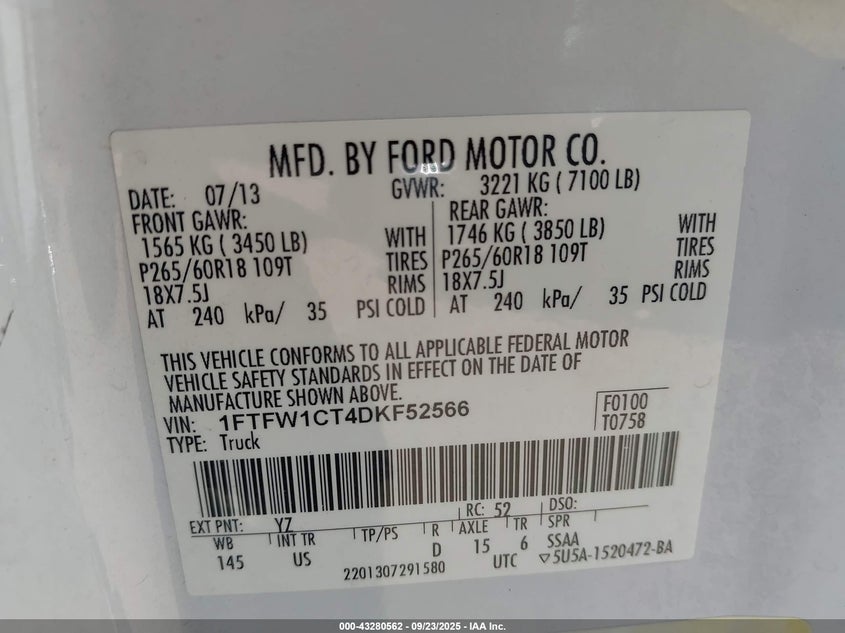 MFD. BY FORD MOTOR CO.
DATE: 07/13 GVWR: 3221 KG ( 7100 LB)
FRONT GAWR: REAR GAWR:
1565 KG ( 3450 LB) WITH 1746 KG ( 3850 LB) WITH
P265/60R18 109T TIRES P265/60R18 109T TIRES
18X7.5J RIMS 18X7.5J RIMS
AT 240 kPa/ 35 PSI COLD AT 240 kPa/ 35 PSI COLD
THIS VEHICLE CONFORMS TO ALL APPLICABLE FEDERAL MOTOR
VEHICLE SAFETY STANDARDS IN EFFECT ON THE DATE OF
MANUFACTURE SHOWN ABOVE.
VIN: 1FTFW1CT4DKF52566 F0100
TYPE: Truck T0758
EXT PNT: YZ RC: 52 DSO:
WB INT TR TP/PS R AXLE TR SPR
145 US D 15 6 SSAA
2201307291580 UTC ▽5U5A-1520472-BA
000-43280562 - 09/23/2025 - IAA Inc.